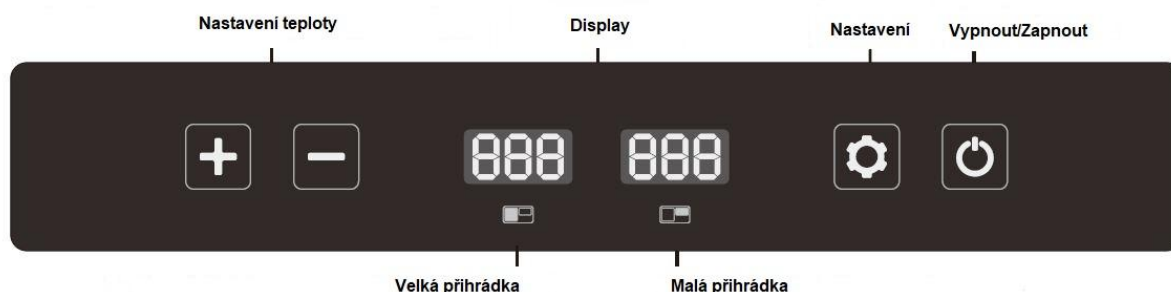 Nastavení teploty
Display
Nastavení
Vypnout/Zapnout
888
888
Velká přihrádka
Malá přihrádka